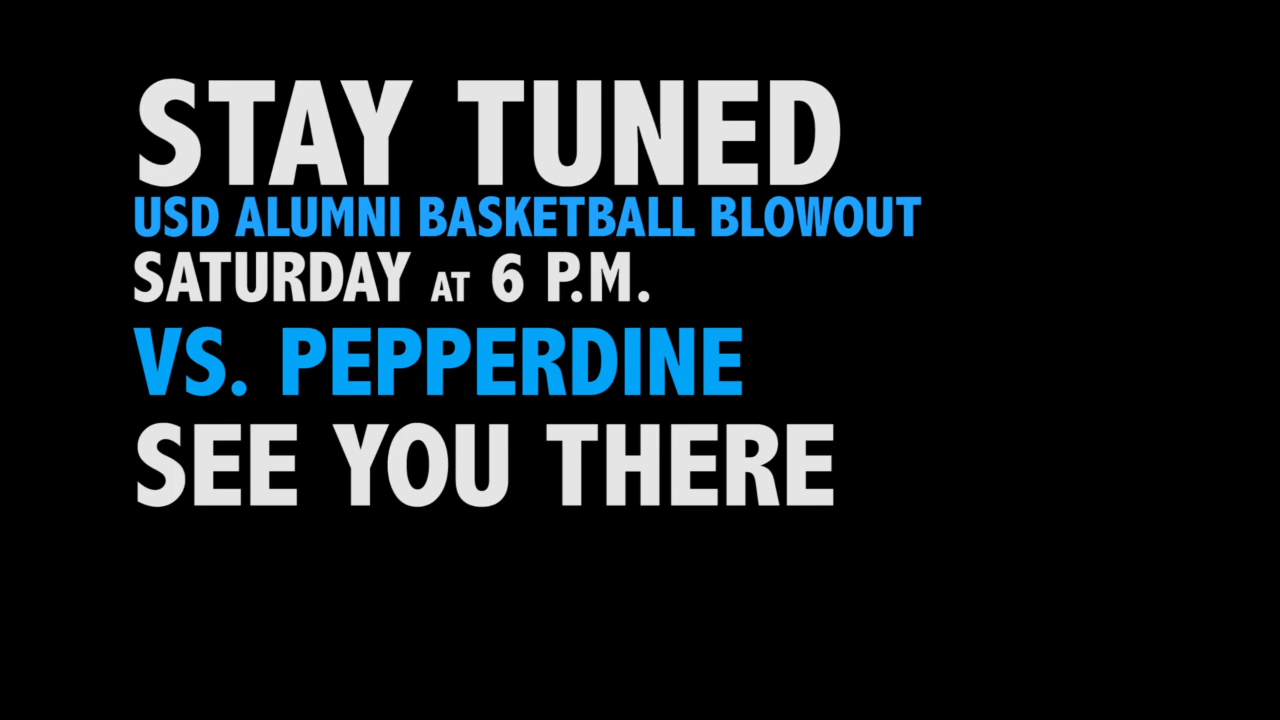 STAY TUNED
USD ALUMNI BASKETBALL BLOWOUT
SATURDAY AT 6 P.M.
VS. PEPPERDINE
SEE YOU THERE